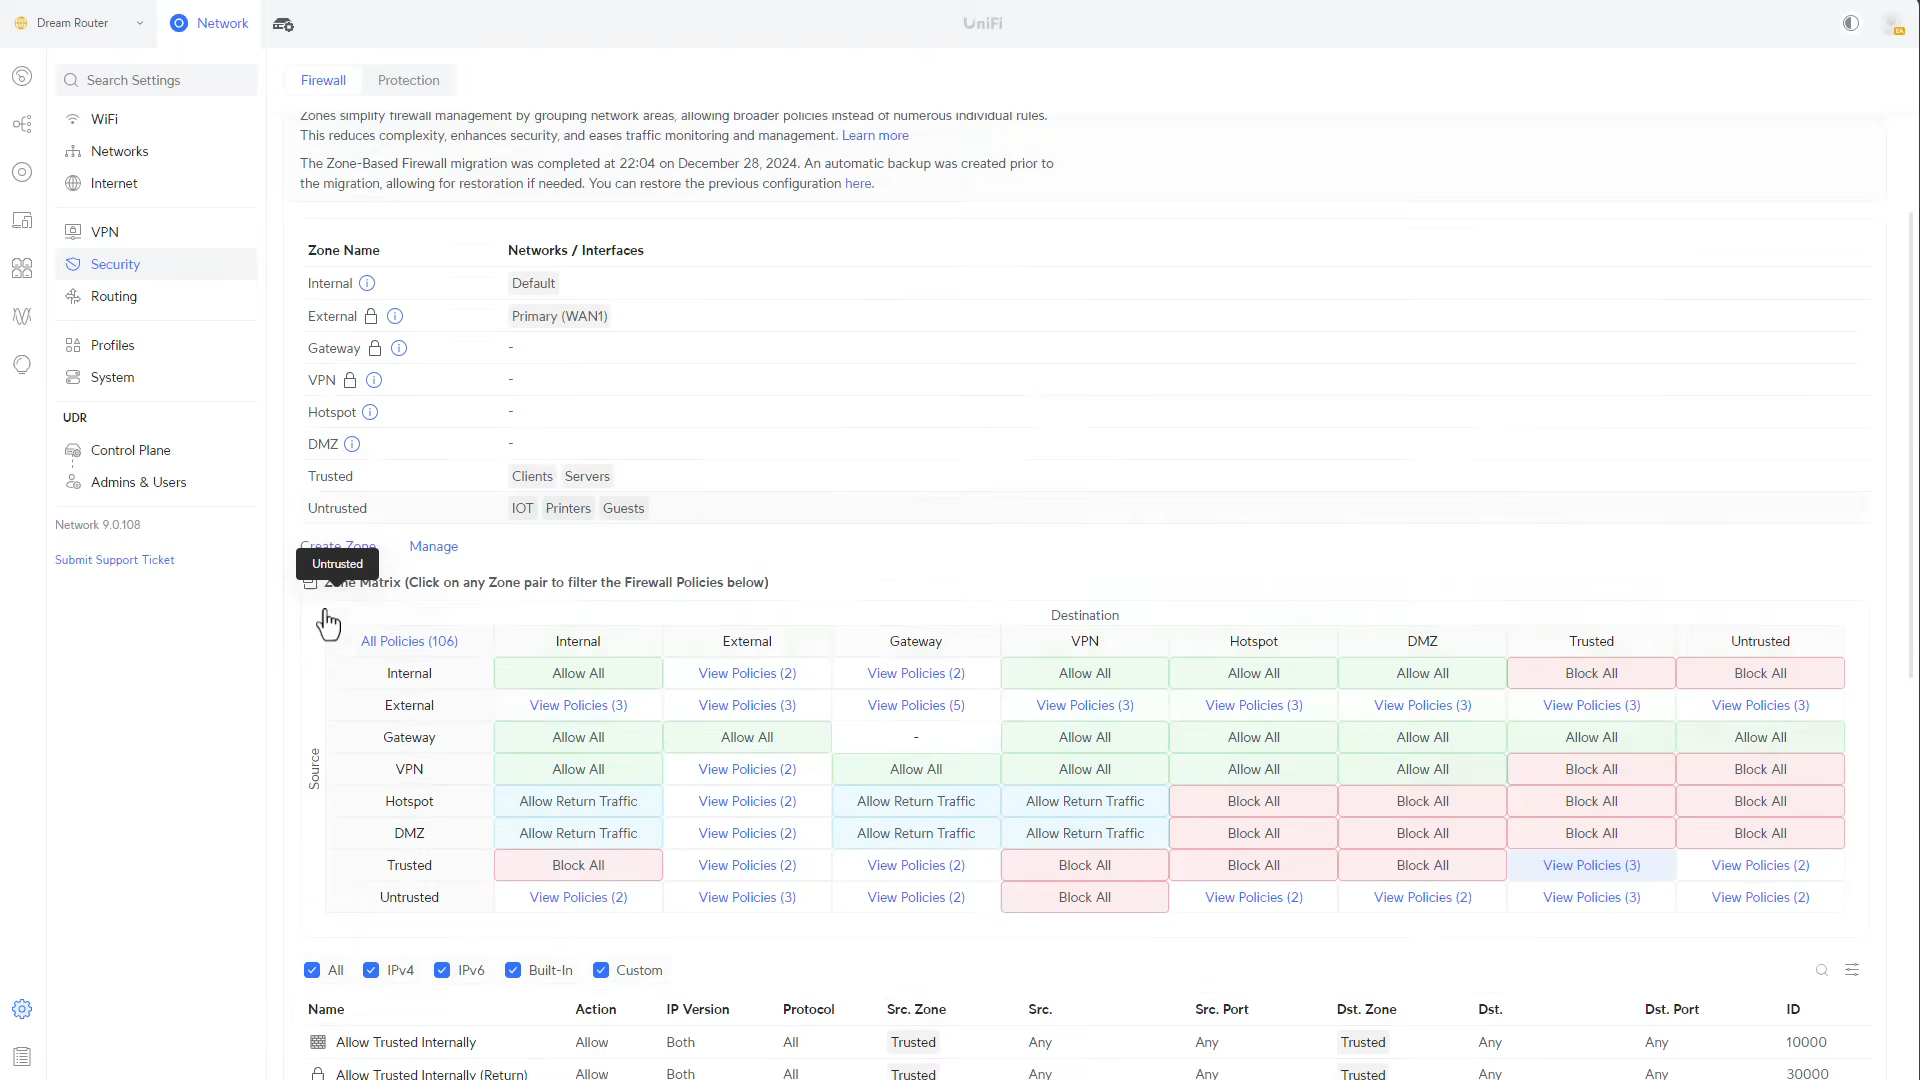 Dream Router
Network
UniFi
EA
Search Settings
WiFi
Networks
Internet
VPN
Security
Routing
Profiles
System
UDR
Control Plane
Admins & Users
Network 9.0.108
Submit Support Ticket
Firewall Protection
Zones simplify firewall management by grouping network areas, allowing broader policies instead of numerous individual rules.
This reduces complexity, enhances security, and eases traffic monitoring and management. Learn more
The Zone-Based Firewall migration was completed at 22:04 on December 28, 2024. An automatic backup was created prior to
the migration, allowing for restoration if needed. You can restore the previous configuration here.
Zone Name Networks / Interfaces
Internal Default
External Primary (WAN1)
Gateway -
VPN -
Hotspot -
DMZ -
Trusted Clients Servers
Untrusted IOT Printers Guests
Create Zone Manage
Untrusted
Zone Matrix (Click on any Zone pair to filter the Firewall Policies below)
Destination
Source
All Policies (106) Internal External Gateway VPN Hotspot DMZ Trusted Untrusted
Internal Allow All View Policies (2) View Policies (2) Allow All Allow All Allow All Block All Block All
External View Policies (3) View Policies (3) View Policies (5) View Policies (3) View Policies (3) View Policies (3) View Policies (3) View Policies (3)
Gateway Allow All Allow All - Allow All Allow All Allow All Allow All Allow All
VPN Allow All View Policies (2) Allow All Allow All Allow All Allow All Block All Block All
Hotspot Allow Return Traffic View Policies (2) Allow Return Traffic Allow Return Traffic Block All Block All Block All Block All
DMZ Allow Return Traffic View Policies (2) Allow Return Traffic Allow Return Traffic Block All Block All Block All Block All
Trusted Block All View Policies (2) View Policies (2) Block All Block All Block All View Policies (3) View Policies (2)
Untrusted View Policies (2) View Policies (3) View Policies (2) Block All View Policies (2) View Policies (2) View Policies (3) View Policies (2)
All IPv4 IPv6 Built-In Custom
Name Action IP Version Protocol Src. Zone Src. Src. Port Dst. Zone Dst. Dst. Port ID
Allow Trusted Internally Allow Both All Trusted Any Any Trusted Any Any 10000
Allow Trusted Internally (Return) Allow Both All Trusted Any Any Trusted Any Any 30000